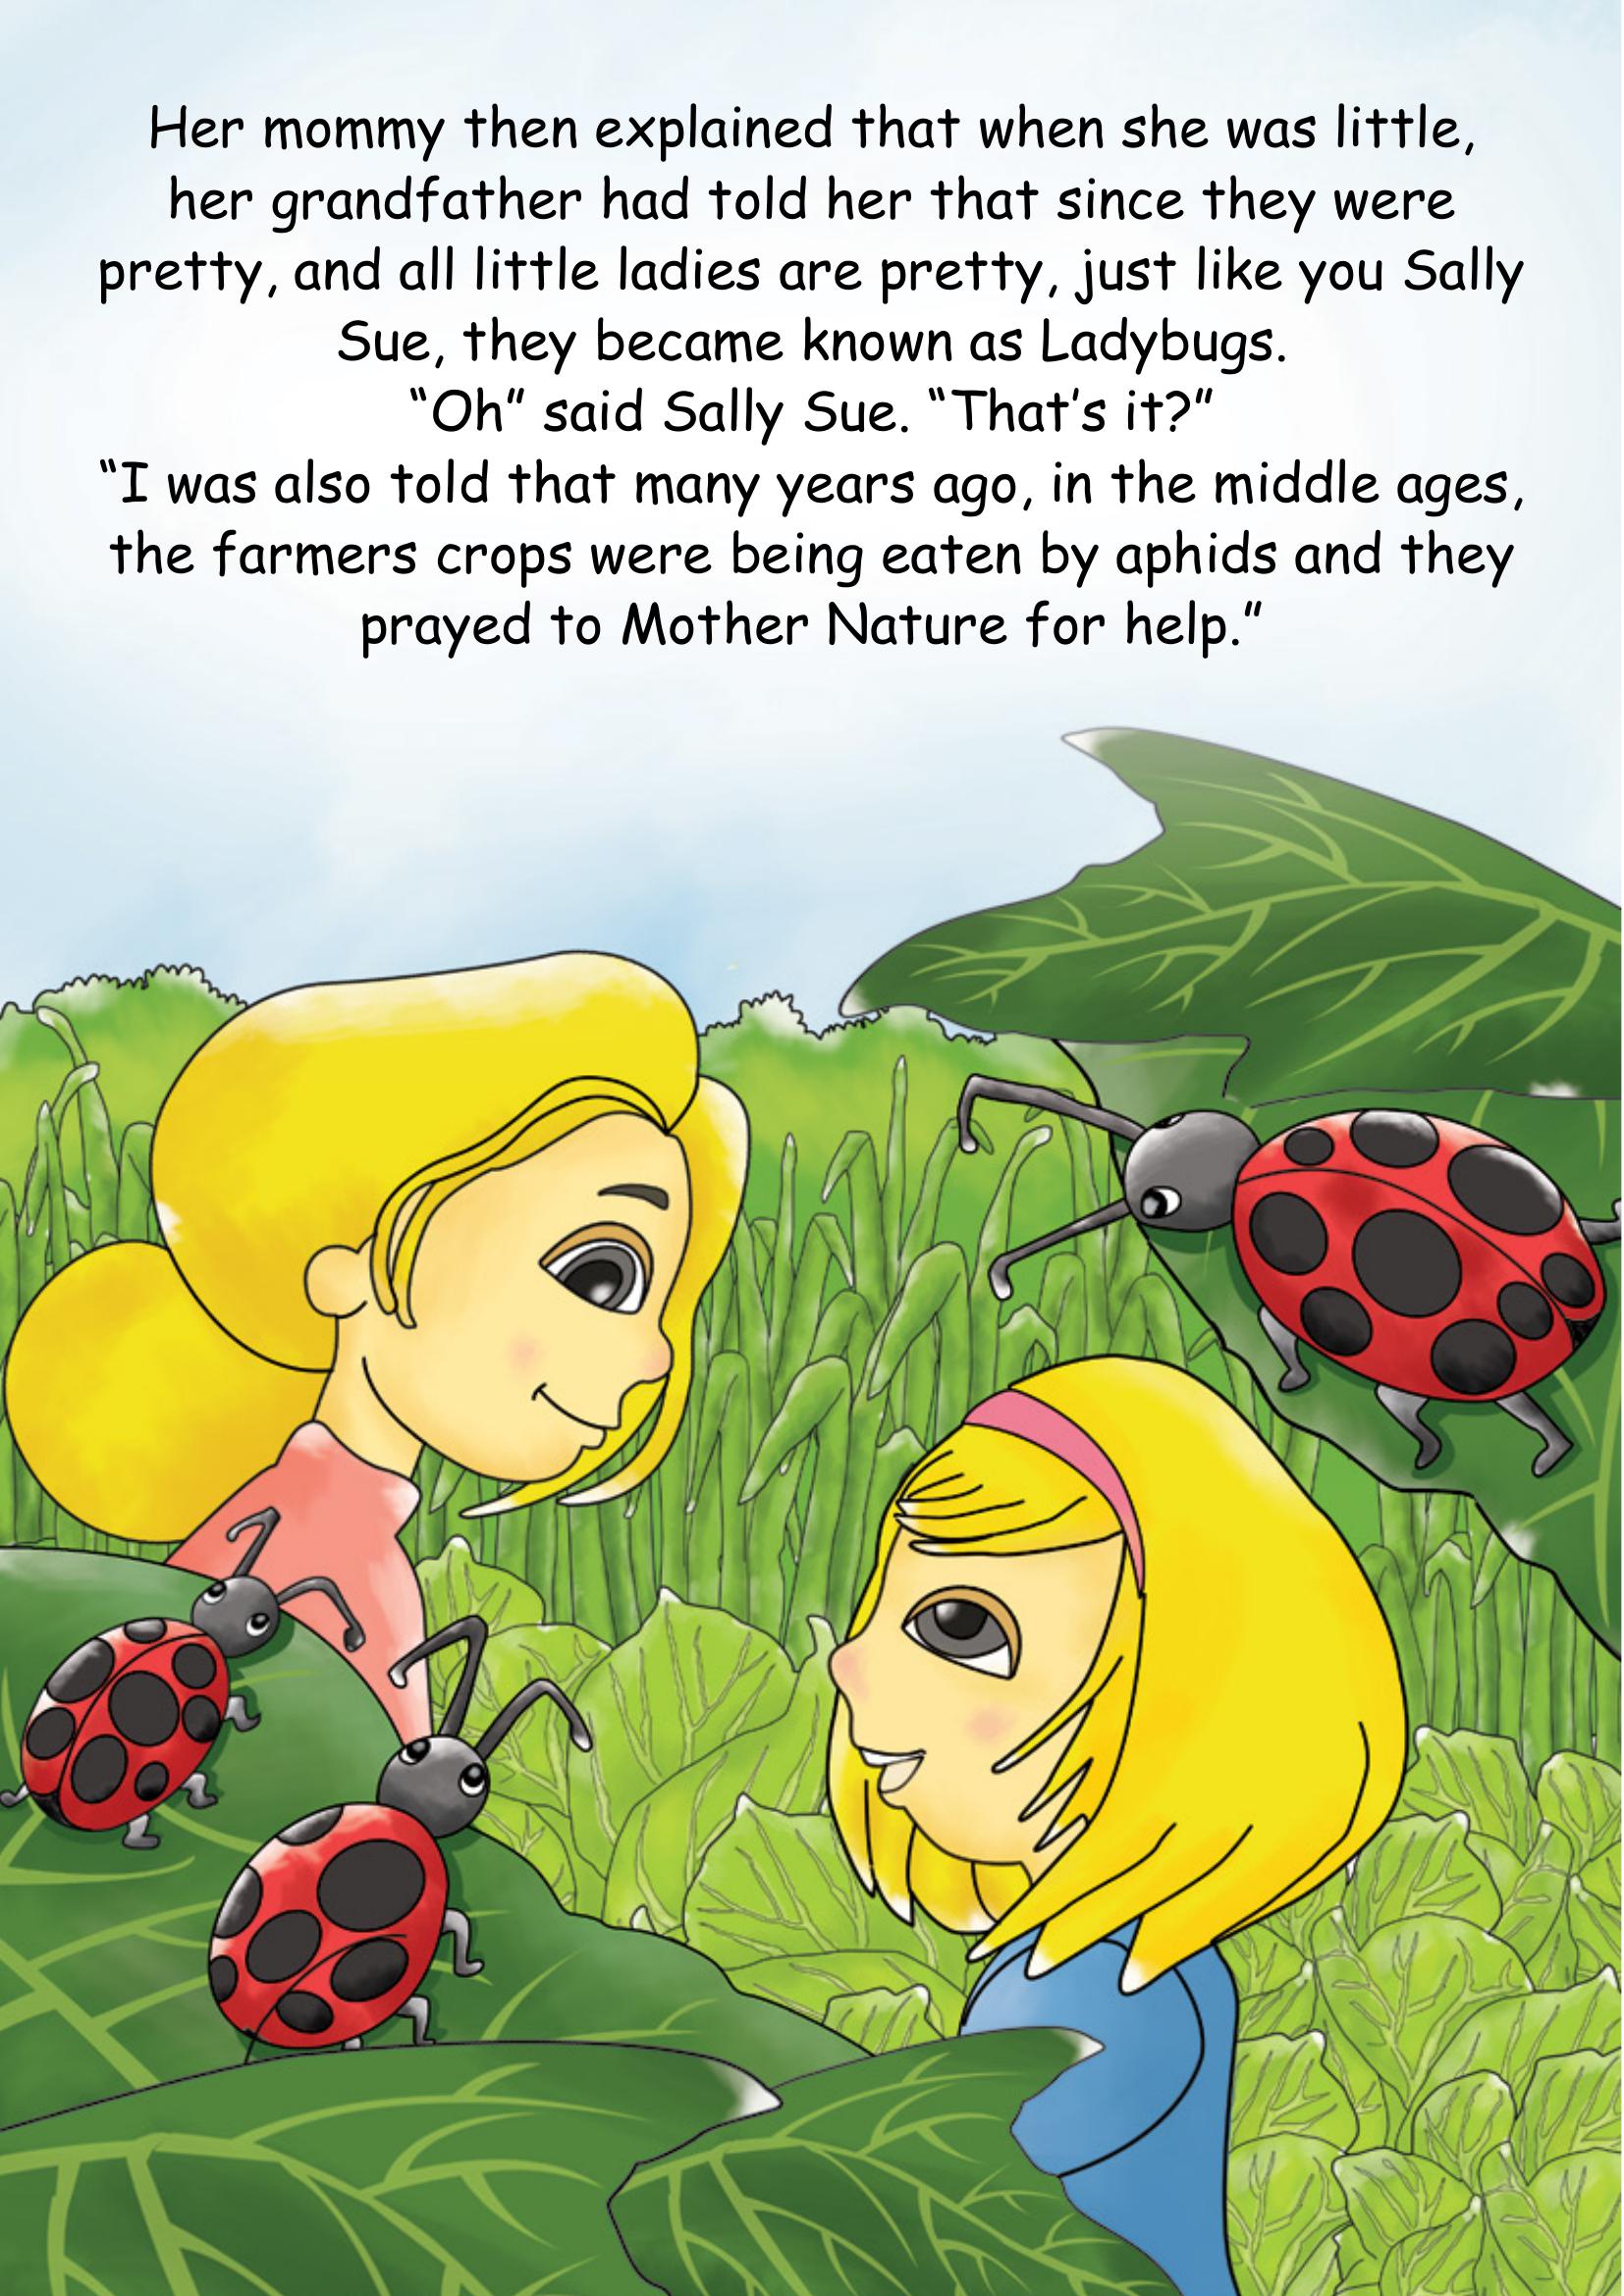 Her mommy then explained that when she was little,
her grandfather had told her that since they were
pretty, and all little ladies are pretty, just like you Sally
Sue, they became known as Ladybugs.
“Oh” said Sally Sue. “That’s it?”
“I was also told that many years ago, in the middle ages,
the farmers crops were being eaten by aphids and they
prayed to Mother Nature for help.”